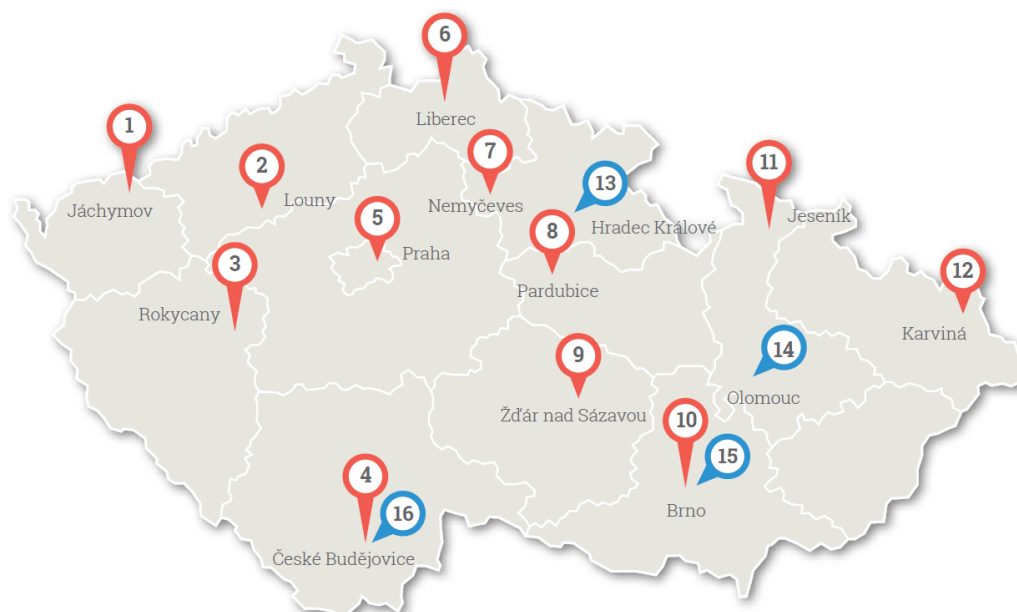 6
Liberec
1
Jáchymov
2
Louny
7
Nemyčeves
11
Jeseník
13
Hradec Králové
5
Praha
8
Pardubice
3
Rokycany
12
Karviná
14
Olomouc
9
Žďár nad Sázavou
10
15
Brno
4
16
České Budějovice